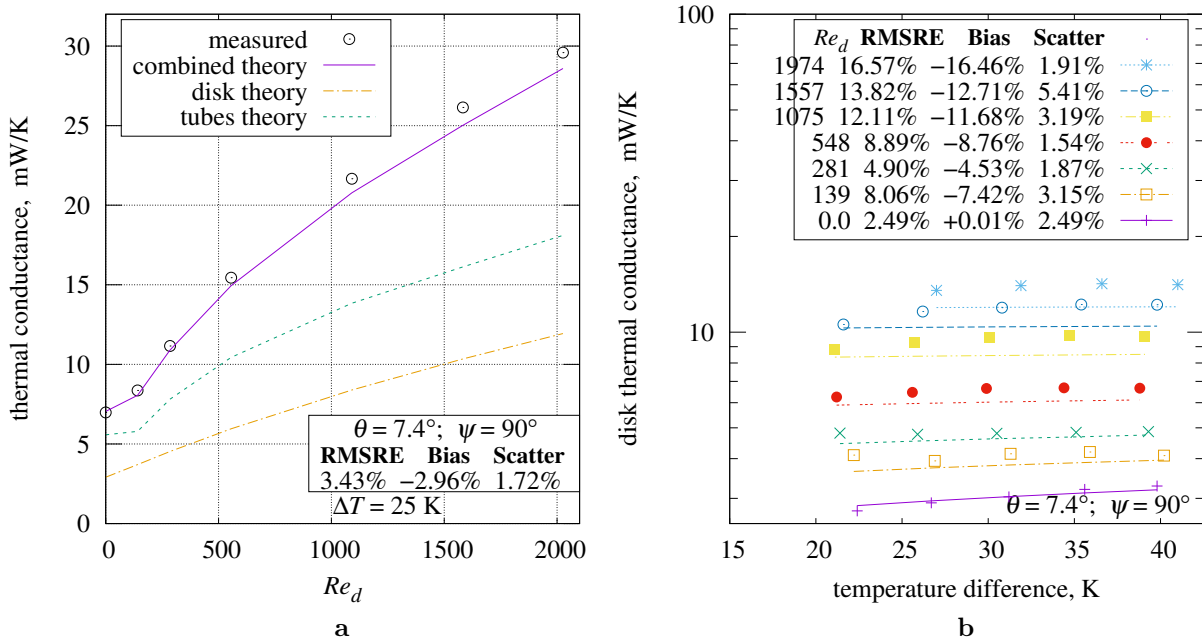 thermal conductance, mW/K
30
25
20
15
10
5
0
measured
combined theory
disk theory
tubes theory
θ = 7.4°; ψ = 90°
RMSRE Bias Scatter
3.43% −2.96% 1.72%
ΔT = 25 K
0 500 1000 1500 2000
Re_d
a
disk thermal conductance, mW/K
100
10
Re_d RMSRE Bias Scatter
1974 16.57% −16.46% 1.91%
1557 13.82% −12.71% 5.41%
1075 12.11% −11.68% 3.19%
548 8.89% −8.76% 1.54%
281 4.90% −4.53% 1.87%
139 8.06% −7.42% 3.15%
0.0 2.49% +0.01% 2.49%
θ = 7.4°; ψ = 90°
15 20 25 30 35 40
temperature difference, K
b